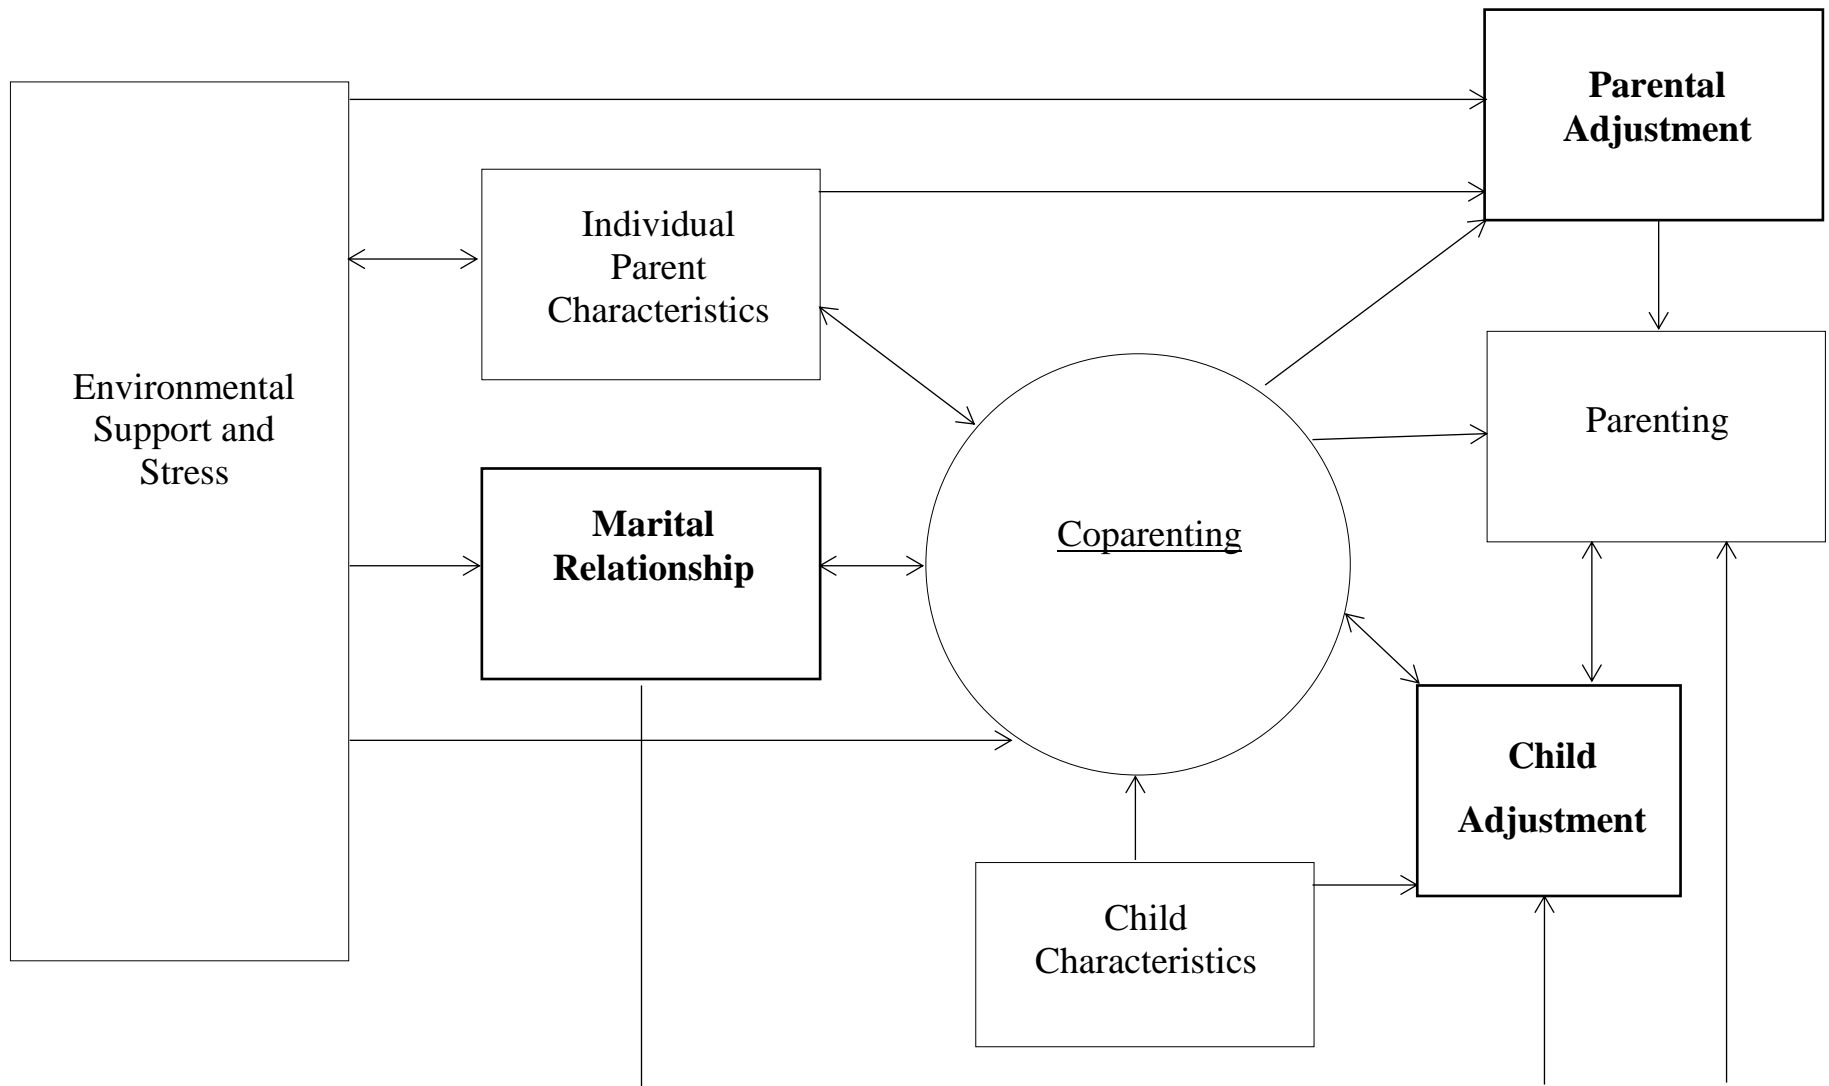 Parental
Adjustment
Individual
Parent
Characteristics
Environmental
Support and
Stress
Parenting
Marital
Relationship
Coparenting
Child
Adjustment
Child
Characteristics